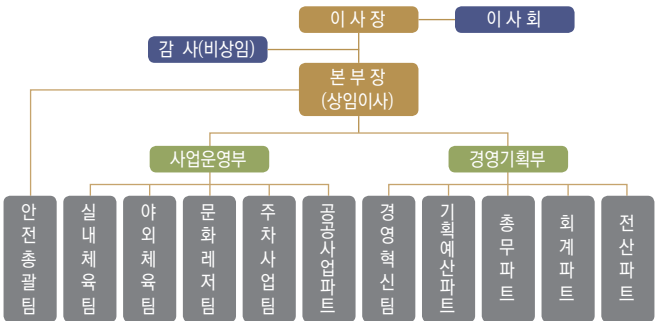 이 사 장
이 사 회
감 사(비상임)
본 부 장
(상임이사)
사업운영부
경영기획부
안전총괄팀
실내체육팀
야외체육팀
문화레저팀
주차사업팀
공공사업파트
경영혁신팀
기획예산파트
총무파트
회계파트
전산파트